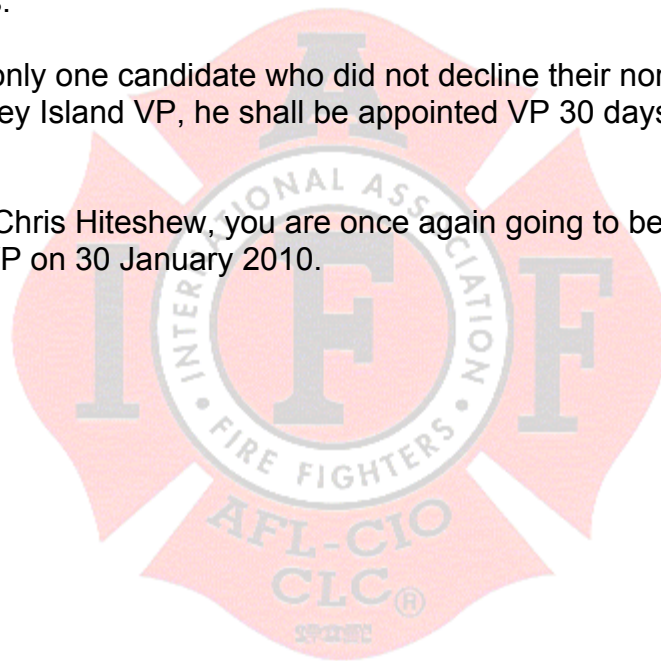 only one candidate who did not decline their nor
ey Island VP, he shall be appointed VP 30 days
Chris Hiteshew, you are once again going to be
P on 30 January 2010.
A
INTERNATIONAL ASSOCIATION
I F F
• FIRE FIGHTERS •
AFL-CIO
CLC®